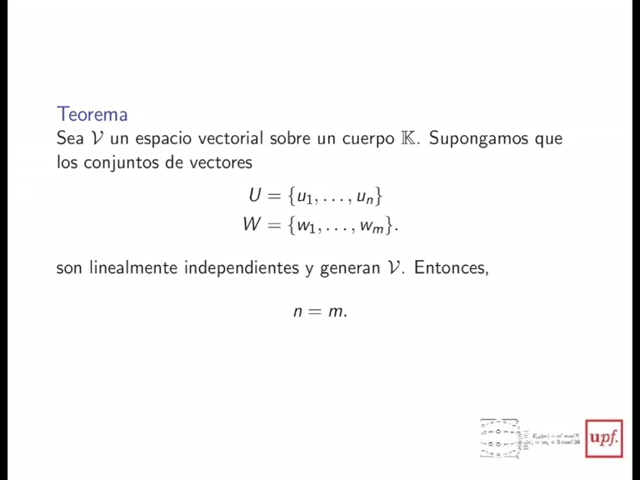 Teorema
Sea 𝒱 un espacio vectorial sobre un cuerpo 𝕂. Supongamos que
los conjuntos de vectores
U = {u₁, . . . , uₙ}
W = {w₁, . . . , wₘ}.
son linealmente independientes y generan 𝒱. Entonces,
n = m.
upf.